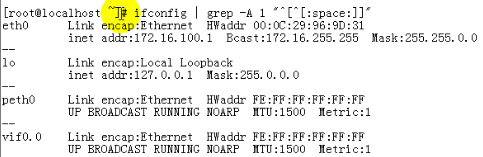 [root@localhost ~]# ifconfig | grep -A 1 "^[^[:space:]]"
eth0      Link encap:Ethernet  HWaddr 00:0C:29:96:9D:31
          inet addr:172.16.100.1  Bcast:172.16.255.255  Mask:255.255.0.0
--
lo        Link encap:Local Loopback
          inet addr:127.0.0.1  Mask:255.0.0.0
--
peth0     Link encap:Ethernet  HWaddr FE:FF:FF:FF:FF:FF
          UP BROADCAST RUNNING NOARP  MTU:1500  Metric:1
--
vif0.0    Link encap:Ethernet  HWaddr FE:FF:FF:FF:FF:FF
          UP BROADCAST RUNNING NOARP  MTU:1500  Metric:1